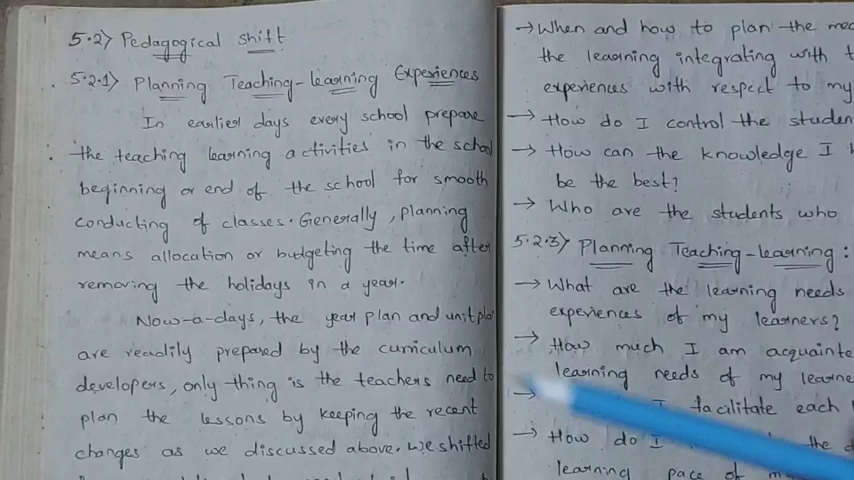 5.2) Pedagogical shift
5.2.1) Planning Teaching-learning Experiences
In earlier days every school prepare
the teaching learning activities in the school
beginning or end of the school for smooth
conducting of classes. Generally, planning
means allocation or budgeting the time after
removing the holidays in a year.
Now-a-days, the year plan and unit plan
are readily prepared by the curriculum
developers, only thing is the teachers need to
plan the lessons by keeping the recent
changes as we discussed above. We shifted
→ When and how to plan the
the learning integrating with
experiences with respect to my
→ How do I control the studen
→ How can the knowledge I
be the best?
→ Who are the students who
5.2.3) Planning Teaching-learning:
→ What are the learning needs
experiences of my learners?
→ How much I am acquainte
learning needs of my learne
→ I facilitate each
→ How do I the
learning pace of